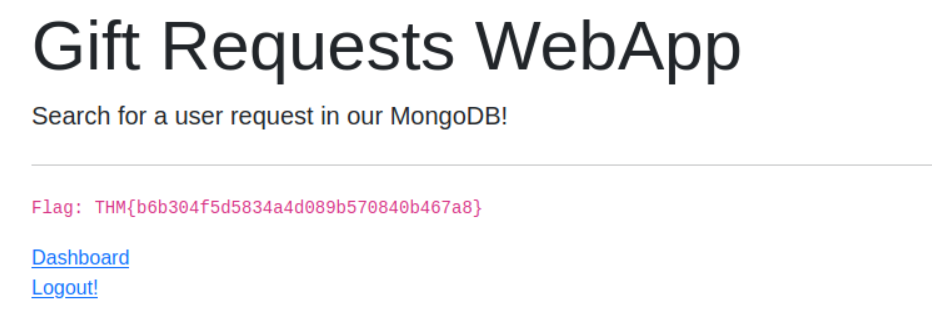 Gift Requests WebApp
Search for a user request in our MongoDB!
Flag: THM{b6b304f5d5834a4d089b570840b467a8}
Dashboard
Logout!